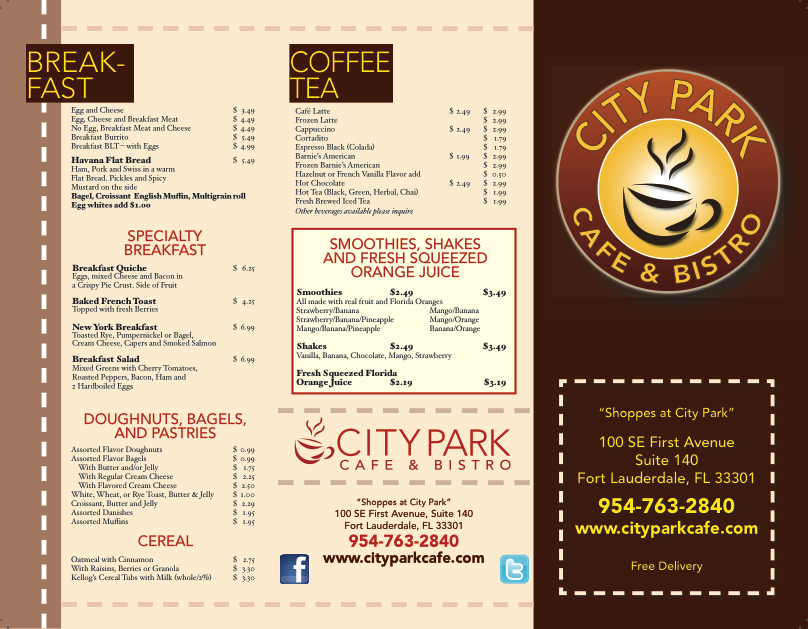 BREAK-
FAST
Egg and Cheese $ 3.49
Egg, Cheese and Breakfast Meat $ 4.49
No Egg, Breakfast Meat and Cheese $ 4.49
Breakfast Burrito $ 5.49
Breakfast BLT – with Eggs $ 4.99
Havana Flat Bread $ 5.49
Ham, Pork and Swiss in a warm
Flat Bread. Pickles and Spicy
Mustard on the side
Bagel, Croissant English Muffin, Multigrain roll
Egg whites add $1.00
SPECIALTY
BREAKFAST
Breakfast Quiche $ 6.25
Eggs, mixed Cheese and Bacon in
a Crispy Pie Crust. Side of Fruit
Baked French Toast $ 4.25
Topped with fresh Berries
New York Breakfast $ 6.99
Toasted Rye, Pumpernickel or Bagel,
Cream Cheese, Capers and Smoked Salmon
Breakfast Salad $ 6.99
Mixed Greens with Cherry Tomatoes,
Roasted Peppers, Bacon, Ham and
2 Hardboiled Eggs
DOUGHNUTS, BAGELS,
AND PASTRIES
Assorted Flavor Doughnuts $ 0.99
Assorted Flavor Bagels $ 0.99
With Butter and/or Jelly $ 1.75
With Regular Cream Cheese $ 2.25
With Flavored Cream Cheese $ 2.50
White, Wheat, or Rye Toast, Butter & Jelly $ 1.00
Croissant, Butter and Jelly $ 2.29
Assorted Danishes $ 1.95
Assorted Muffins $ 1.95
CEREAL
Oatmeal with Cinnamon $ 2.75
With Raisins, Berries or Granola $ 3.30
Kellog's Cereal Tubs with Milk (whole/2%) $ 3.30
COFFEE
TEA
Café Latte $ 2.49 $ 2.99
Frozen Latte $ 2.99
Cappuccino $ 2.49 $ 2.99
Cortadito $ 1.79
Espresso Black (Colada) $ 1.79
Barnie's American $ 1.99 $ 2.99
Frozen Barnie's American $ 2.99
Hazelnut or French Vanilla Flavor add $ 0.50
Hot Chocolate $ 2.49 $ 2.99
Hot Tea (Black, Green, Herbal, Chai) $ 1.99
Fresh Brewed Iced Tea $ 1.99
Other beverages available please inquire
SMOOTHIES, SHAKES
AND FRESH SQUEEZED
ORANGE JUICE
Smoothies $2.49 $3.49
All made with real fruit and Florida Oranges
Strawberry/Banana Mango/Banana
Strawberry/Banana/Pineapple Mango/Orange
Mango/Banana/Pineapple Banana/Orange
Shakes $2.49 $3.49
Vanilla, Banana, Chocolate, Mango, Strawberry
Fresh Squeezed Florida
Orange Juice $2.19 $3.19
CITY PARK
CAFE & BISTRO
"Shoppes at City Park"
100 SE First Avenue, Suite 140
Fort Lauderdale, FL 33301
954-763-2840
www.cityparkcafe.com
f
t
CITY PARK
CAFE & BISTRO
"Shoppes at City Park"
100 SE First Avenue
Suite 140
Fort Lauderdale, FL 33301
954-763-2840
www.cityparkcafe.com
Free Delivery